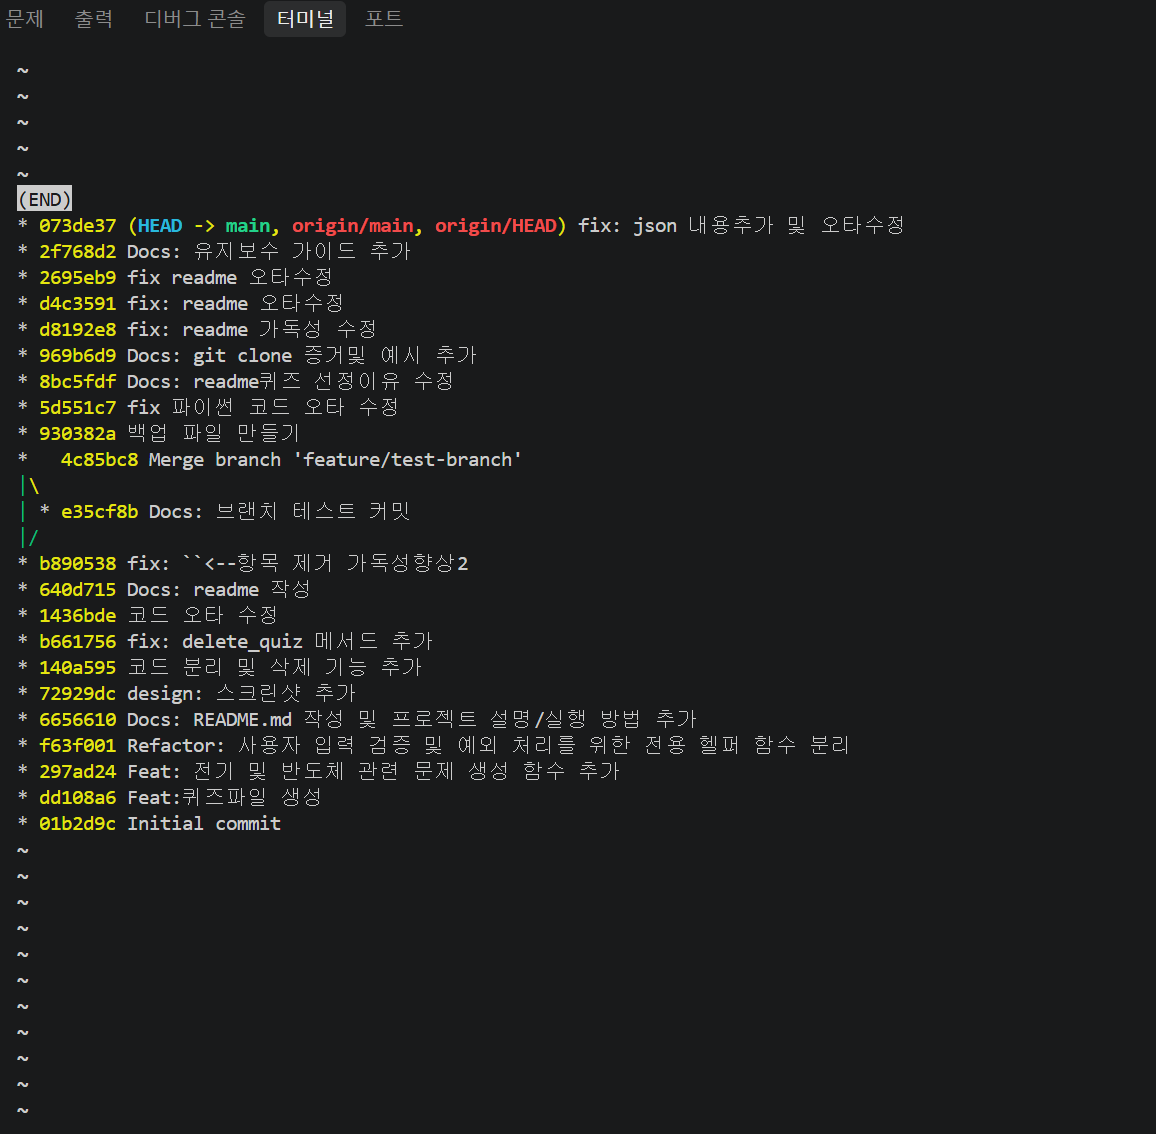 문제 출력 디버그 콘솔 터미널 포트
~
~
~
~
~
(END)
* 073de37 (HEAD -> main, origin/main, origin/HEAD) fix: json 내용추가 및 오타수정
* 2f768d2 Docs: 유지보수 가이드 추가
* 2695eb9 fix readme 오타수정
* d4c3591 fix: readme 오타수정
* d8192e8 fix: readme 가독성 수정
* 969b6d9 Docs: git clone 증거및 예시 추가
* 8bc5fdf Docs: readme퀴즈 선정이유 수정
* 5d551c7 fix 파이썬 코드 오타 수정
* 930382a 백업 파일 만들기
*   4c85bc8 Merge branch 'feature/test-branch'
|\
| * e35cf8b Docs: 브랜치 테스트 커밋
|/
* b890538 fix: ``<--항목 제거 가독성향상2
* 640d715 Docs: readme 작성
* 1436bde 코드 오타 수정
* b661756 fix: delete_quiz 메서드 추가
* 140a595 코드 분리 및 삭제 기능 추가
* 72929dc design: 스크린샷 추가
* 6656610 Docs: README.md 작성 및 프로젝트 설명/실행 방법 추가
* f63f001 Refactor: 사용자 입력 검증 및 예외 처리를 위한 전용 헬퍼 함수 분리
* 297ad24 Feat: 전기 및 반도체 관련 문제 생성 함수 추가
* dd108a6 Feat:퀴즈파일 생성
* 01b2d9c Initial commit
~
~
~
~
~
~
~
~
~
~
~